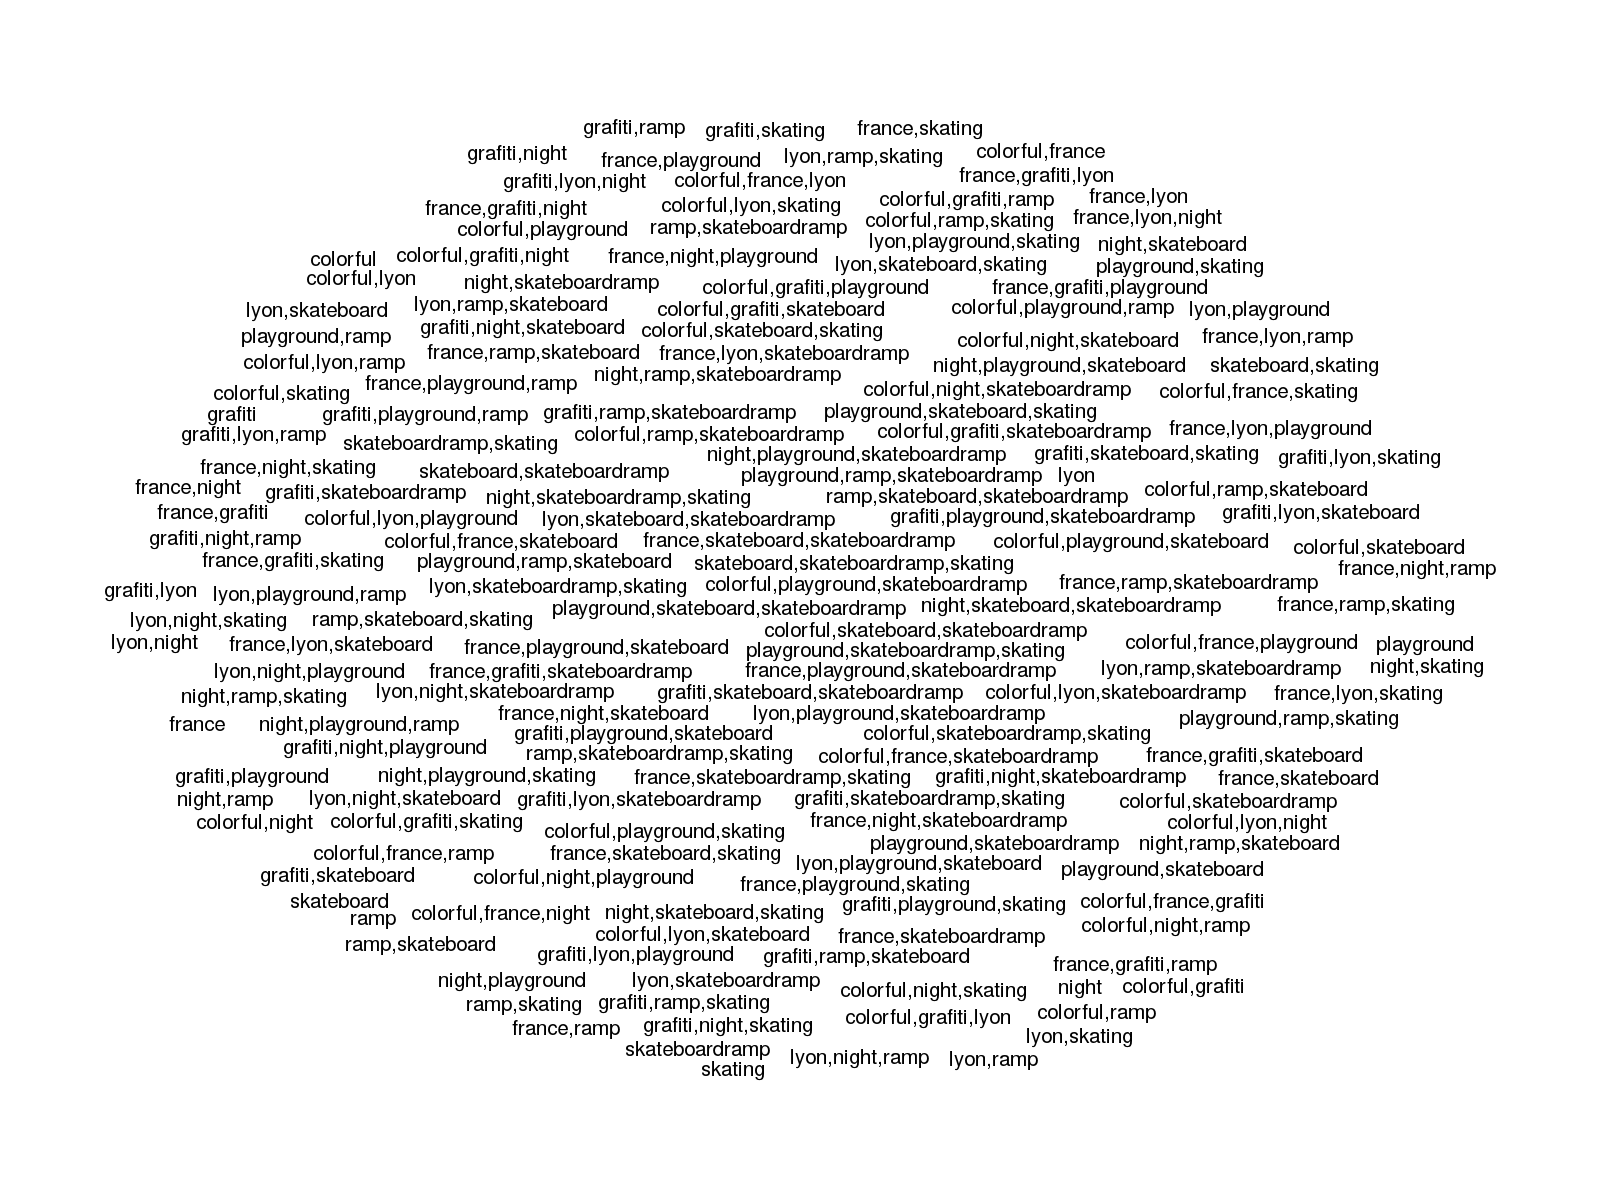 grafiti,ramp grafiti,skating france,skating
grafiti,night france,playground lyon,ramp,skating colorful,france
grafiti,lyon,night colorful,france,lyon france,grafiti,lyon
france,grafiti,night colorful,lyon,skating colorful,grafiti,ramp france,lyon
colorful,playground ramp,skateboardramp colorful,ramp,skating france,lyon,night
lyon,playground,skating night,skateboard
colorful colorful,grafiti,night france,night,playground lyon,skateboard,skating playground,skating
colorful,lyon night,skateboardramp colorful,grafiti,playground france,grafiti,playground
lyon,skateboard lyon,ramp,skateboard colorful,grafiti,skateboard colorful,playground,ramp lyon,playground
playground,ramp grafiti,night,skateboard colorful,skateboard,skating colorful,night,skateboard france,lyon,ramp
colorful,lyon,ramp france,ramp,skateboard france,lyon,skateboardramp night,playground,skateboard skateboard,skating
colorful,skating france,playground,ramp night,ramp,skateboardramp colorful,night,skateboardramp colorful,france,skating
grafiti grafiti,playground,ramp grafiti,ramp,skateboardramp playground,skateboard,skating
grafiti,lyon,ramp skateboardramp,skating colorful,ramp,skateboardramp colorful,grafiti,skateboardramp france,lyon,playground
night,playground,skateboardramp grafiti,skateboard,skating grafiti,lyon,skating
france,night,skating skateboard,skateboardramp playground,ramp,skateboardramp lyon
france,night grafiti,skateboardramp night,skateboardramp,skating ramp,skateboard,skateboardramp colorful,ramp,skateboard
france,grafiti colorful,lyon,playground lyon,skateboard,skateboardramp grafiti,playground,skateboardramp grafiti,lyon,skateboard
grafiti,night,ramp colorful,france,skateboard france,skateboard,skateboardramp colorful,playground,skateboard colorful,skateboard
france,grafiti,skating playground,ramp,skateboard skateboard,skateboardramp,skating france,night,ramp
grafiti,lyon lyon,playground,ramp lyon,skateboardramp,skating colorful,playground,skateboardramp france,ramp,skateboardramp
lyon,night,skating ramp,skateboard,skating playground,skateboard,skateboardramp night,skateboard,skateboardramp france,ramp,skating
colorful,skateboard,skateboardramp
lyon,night france,lyon,skateboard france,playground,skateboard playground,skateboardramp,skating colorful,france,playground playground
lyon,night,playground france,grafiti,skateboardramp france,playground,skateboardramp lyon,ramp,skateboardramp night,skating
night,ramp,skating lyon,night,skateboardramp grafiti,skateboard,skateboardramp colorful,lyon,skateboardramp france,lyon,skating
france night,playground,ramp france,night,skateboard lyon,playground,skateboardramp playground,ramp,skating
grafiti,playground,skateboard colorful,skateboardramp,skating
grafiti,night,playground ramp,skateboardramp,skating colorful,france,skateboardramp france,grafiti,skateboard
grafiti,playground night,playground,skating france,skateboardramp,skating grafiti,night,skateboardramp france,skateboard
night,ramp lyon,night,skateboard grafiti,lyon,skateboardramp grafiti,skateboardramp,skating colorful,skateboardramp
colorful,night colorful,grafiti,skating colorful,playground,skating france,night,skateboardramp colorful,lyon,night
playground,skateboardramp night,ramp,skateboard
colorful,france,ramp france,skateboard,skating lyon,playground,skateboard playground,skateboard
grafiti,skateboard colorful,night,playground france,playground,skating
skateboard grafiti,playground,skating colorful,france,grafiti
ramp colorful,france,night night,skateboard,skating colorful,night,ramp
ramp,skateboard colorful,lyon,skateboard france,skateboardramp
grafiti,lyon,playground grafiti,ramp,skateboard france,grafiti,ramp
night,playground lyon,skateboardramp colorful,night,skating night colorful,grafiti
ramp,skating grafiti,ramp,skating colorful,grafiti,lyon colorful,ramp
france,ramp grafiti,night,skating lyon,skating
skateboardramp lyon,night,ramp lyon,ramp
skating